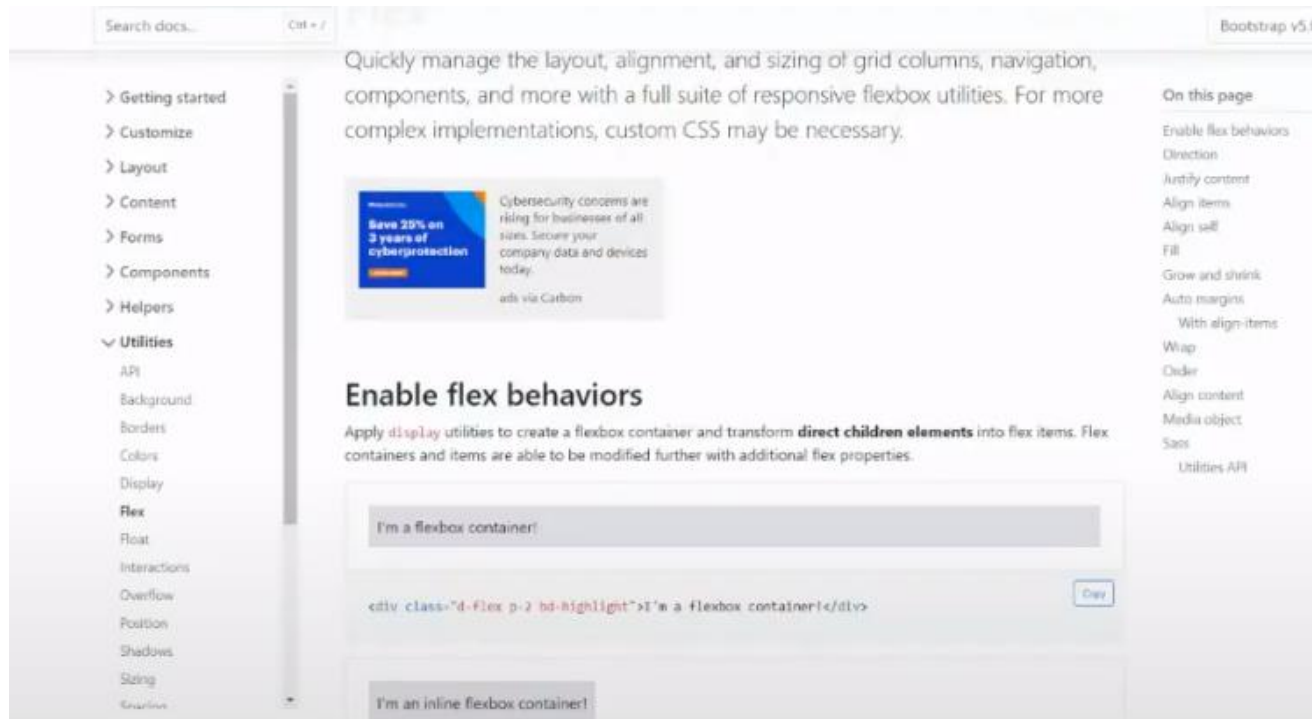 Search docs...
Ctrl + /
Flex
Bootstrap v5.
Quickly manage the layout, alignment, and sizing of grid columns, navigation,
components, and more with a full suite of responsive flexbox utilities. For more
complex implementations, custom CSS may be necessary.
Getting started
Customize
Layout
Content
Forms
Components
Helpers
Utilities
API
Background
Borders
Colors
Display
Flex
Float
Interactions
Overflow
Position
Shadows
Sizing
Spacing
Save 25% on
3 years of
cyberprotection
Cybersecurity concerns are
rising for businesses of all
sizes. Secure your
company data and devices
today.
ads via Carbon
Enable flex behaviors
Apply display utilities to create a flexbox container and transform direct children elements into flex items. Flex
containers and items are able to be modified further with additional flex properties.
I'm a flexbox container!
Copy
<div class="d-flex p-2 bd-highlight">I'm a flexbox container!</div>
I'm an inline flexbox container!
On this page
Enable flex behaviors
Direction
Justify content
Align items
Align self
Fill
Grow and shrink
Auto margins
With align-items
Wrap
Order
Align content
Media object
Sass
Utilities API